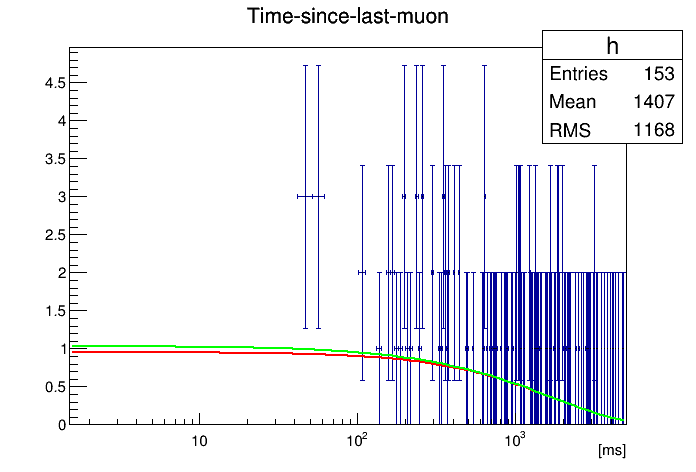 Time-since-last-muon
h
Entries 153
Mean 1407
RMS 1168
4.5
4
3.5
3
2.5
2
1.5
1
0.5
0
10 10² 10³
[ms]